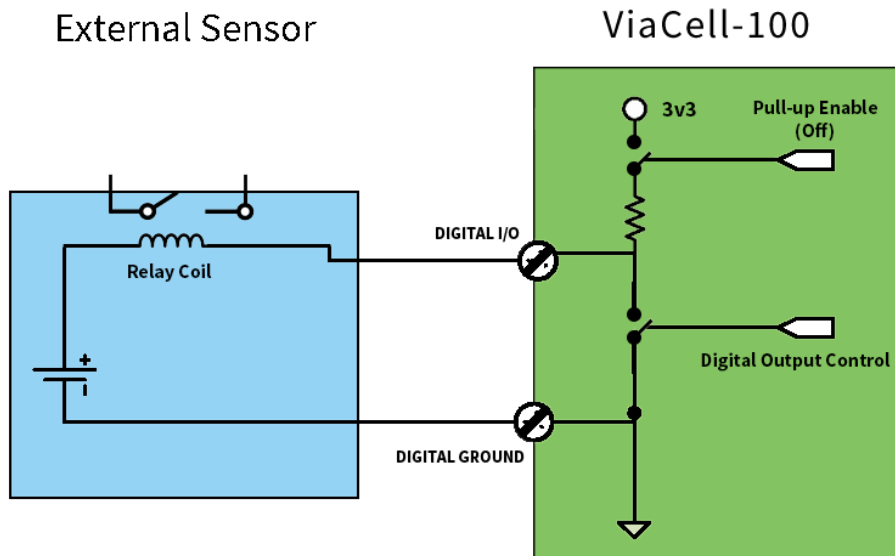 External Sensor
ViaCell-100
3v3
Pull-up Enable
(Off)
DIGITAL I/O
Relay Coil
Digital Output Control
DIGITAL GROUND